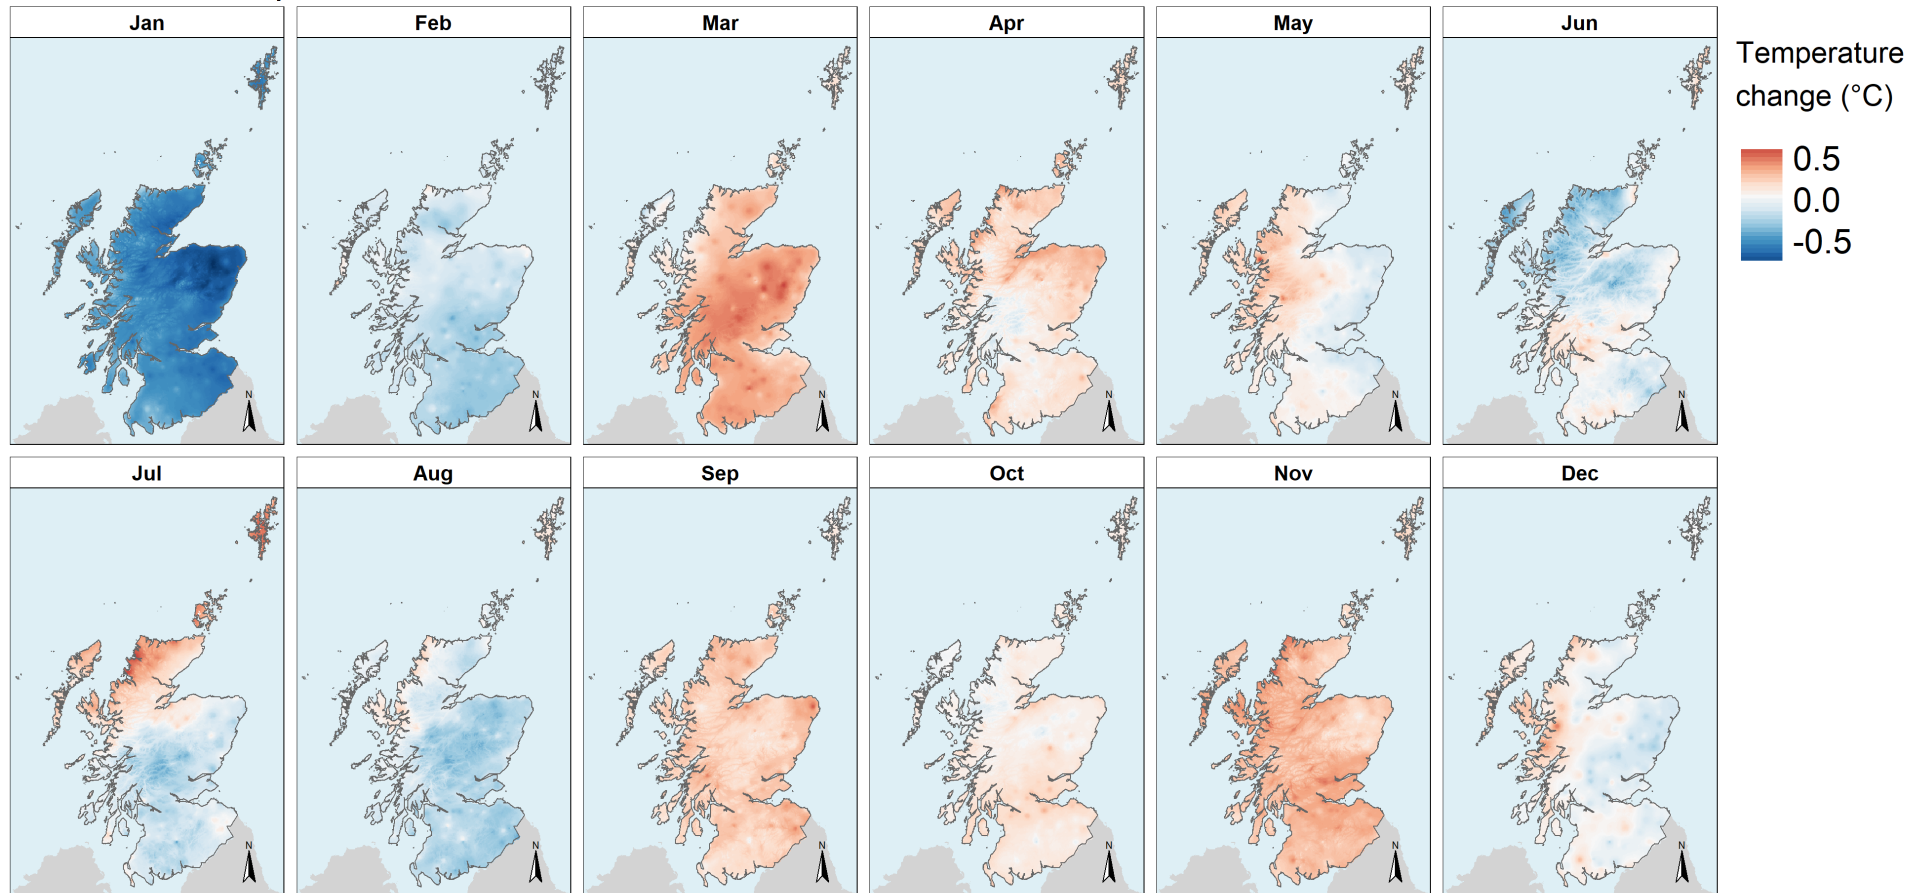 Jan
Feb
Mar
Apr
May
Jun
Temperature
change (°C)
0.5
0.0
-0.5
N
N
N
N
N
N
Jul
Aug
Sep
Oct
Nov
Dec
N
N
N
N
N
N